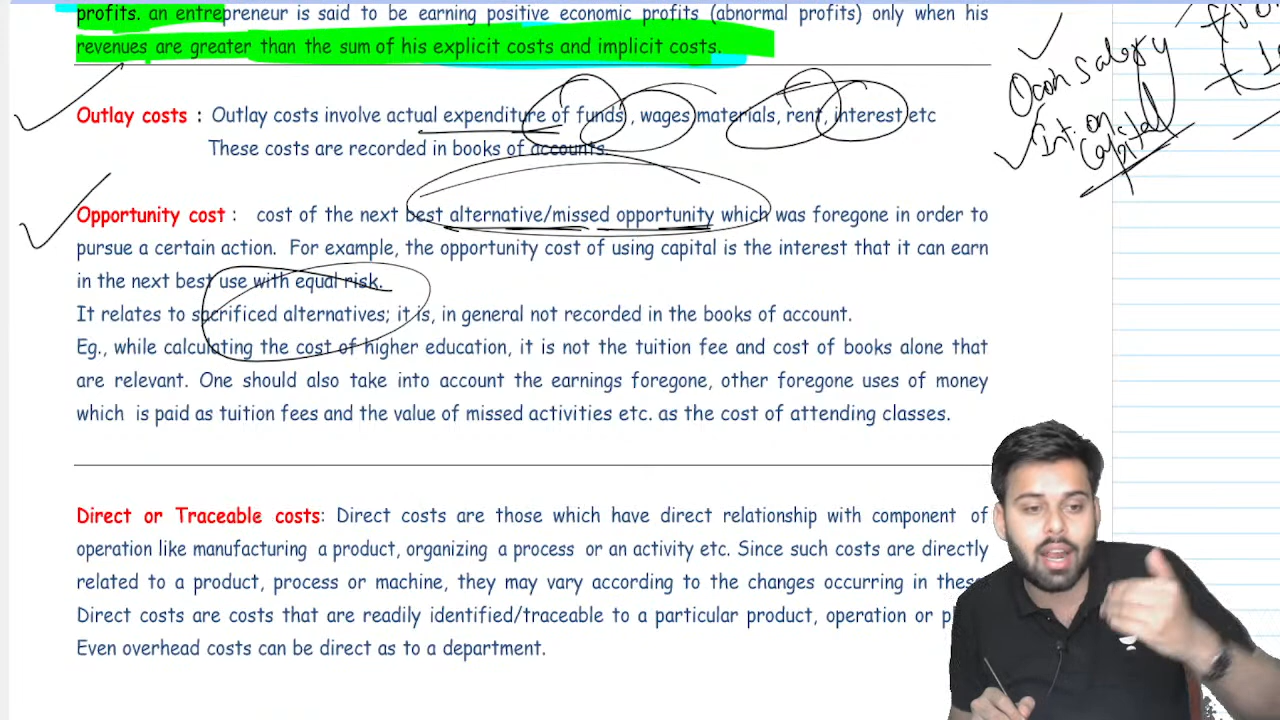 profits. an entrepreneur is said to be earning positive economic profits (abnormal profits) only when his
revenues are greater than the sum of his explicit costs and implicit costs.
Outlay costs : Outlay costs involve actual expenditure of funds , wages materials, rent, interest etc
These costs are recorded in books of accounts.
Opportunity cost : cost of the next best alternative/missed opportunity which was foregone in order to
pursue a certain action. For example, the opportunity cost of using capital is the interest that it can earn
in the next best use with equal risk.
It relates to sacrificed alternatives; it is, in general not recorded in the books of account.
Eg., while calculating the cost of higher education, it is not the tuition fee and cost of books alone that
are relevant. One should also take into account the earnings foregone, other foregone uses of money
which is paid as tuition fees and the value of missed activities etc. as the cost of attending classes.
Direct or Traceable costs: Direct costs are those which have direct relationship with component of
operation like manufacturing a product, organizing a process or an activity etc. Since such costs are directly
related to a product, process or machine, they may vary according to the changes occurring in these
Direct costs are costs that are readily identified/traceable to a particular product, operation or
Even overhead costs can be direct as to a department.
Salary
Int. on
Capital